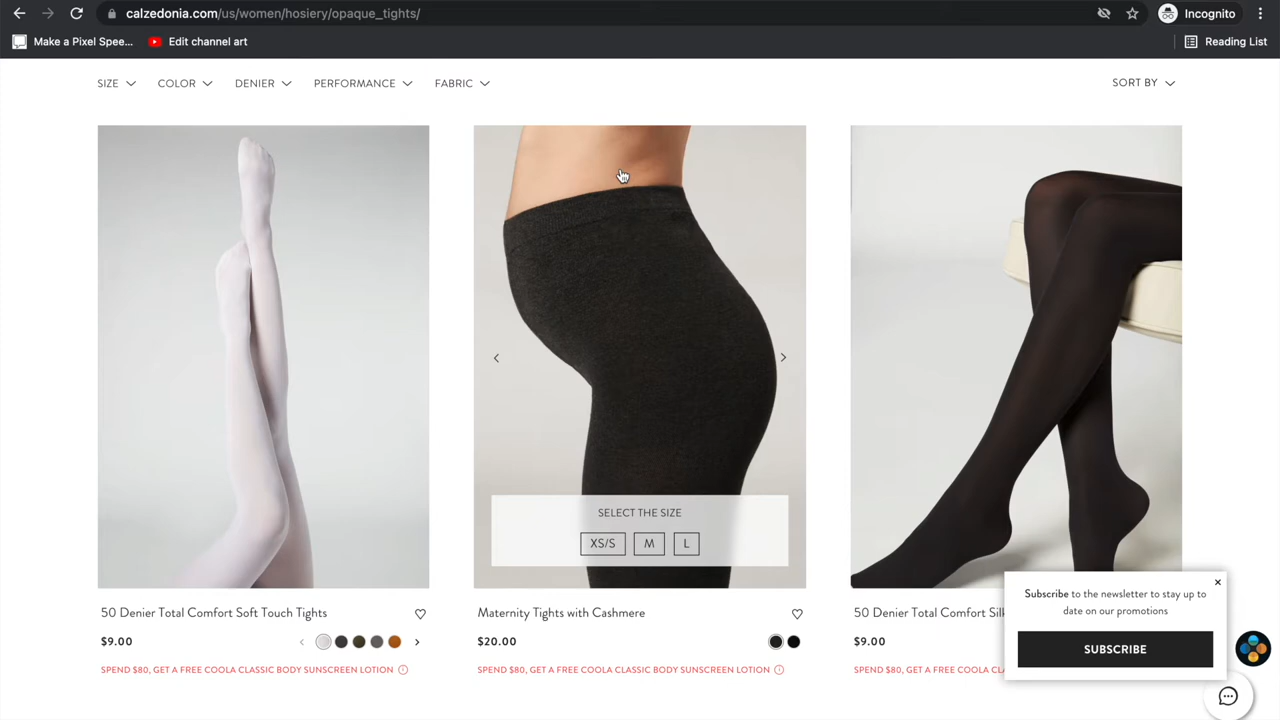 calzedonia.com/us/women/hosiery/opaque_tights/
Incognito
Make a Pixel Spee...
Edit channel art
Reading List
SIZE
COLOR
DENIER
PERFORMANCE
FABRIC
SORT BY
SELECT THE SIZE
XS/S
M
L
50 Denier Total Comfort Soft Touch Tights
$9.00
SPEND $80, GET A FREE COOLA CLASSIC BODY SUNSCREEN LOTION
Maternity Tights with Cashmere
$20.00
SPEND $80, GET A FREE COOLA CLASSIC BODY SUNSCREEN LOTION
50 Denier Total Comfort
$9.00
SPEND $80, GET A FREE
Subscribe to the newsletter to stay up to
date on our promotions
SUBSCRIBE